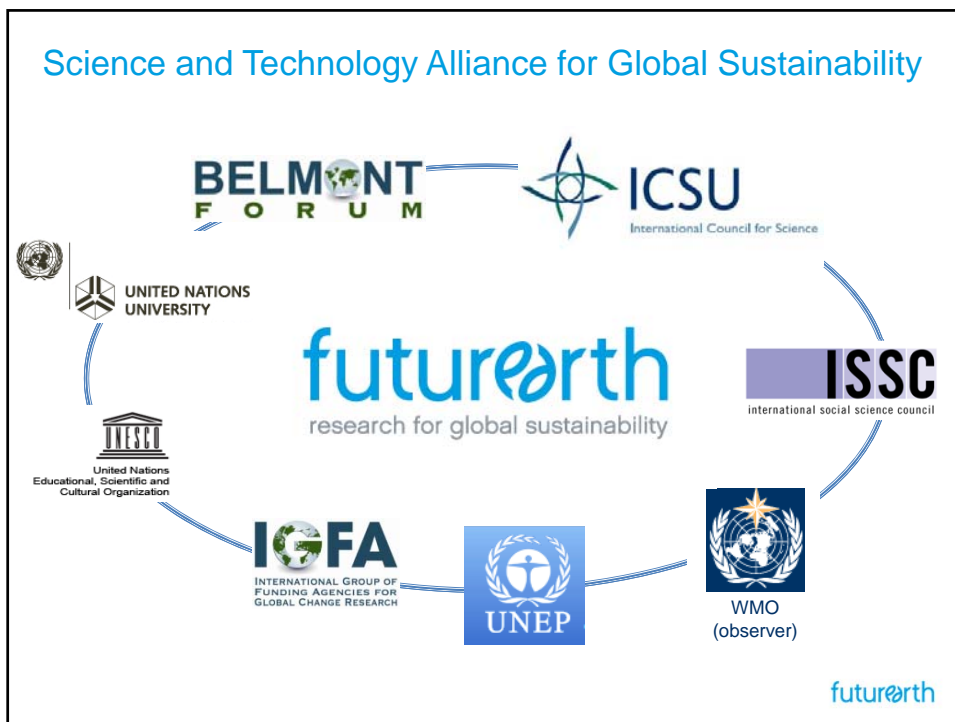 Science and Technology Alliance for Global Sustainability
BELMONT
FORUM
ICSU
International Council for Science
UNITED NATIONS
UNIVERSITY
futurearth
research for global sustainability
ISSC
international social science council
UNESCO
United Nations
Educational, Scientific and
Cultural Organization
IGFA
INTERNATIONAL GROUP OF
FUNDING AGENCIES FOR
GLOBAL CHANGE RESEARCH
UNEP
WMO
(observer)
futurearth